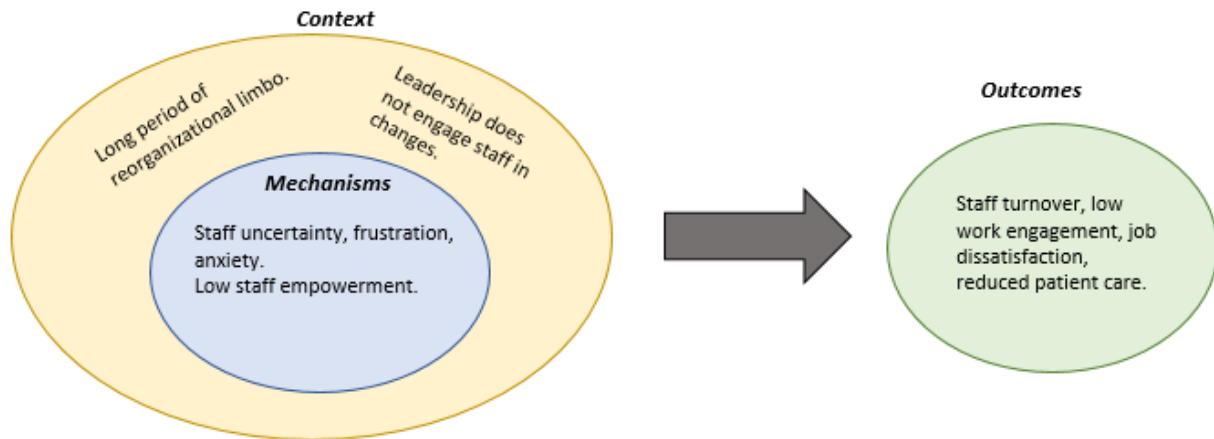 Context
Long period of
reorganizational limbo.
Leadership does
not engage staff in
changes.
Mechanisms
Staff uncertainty, frustration,
anxiety.
Low staff empowerment.
Outcomes
Staff turnover, low
work engagement, job
dissatisfaction,
reduced patient care.